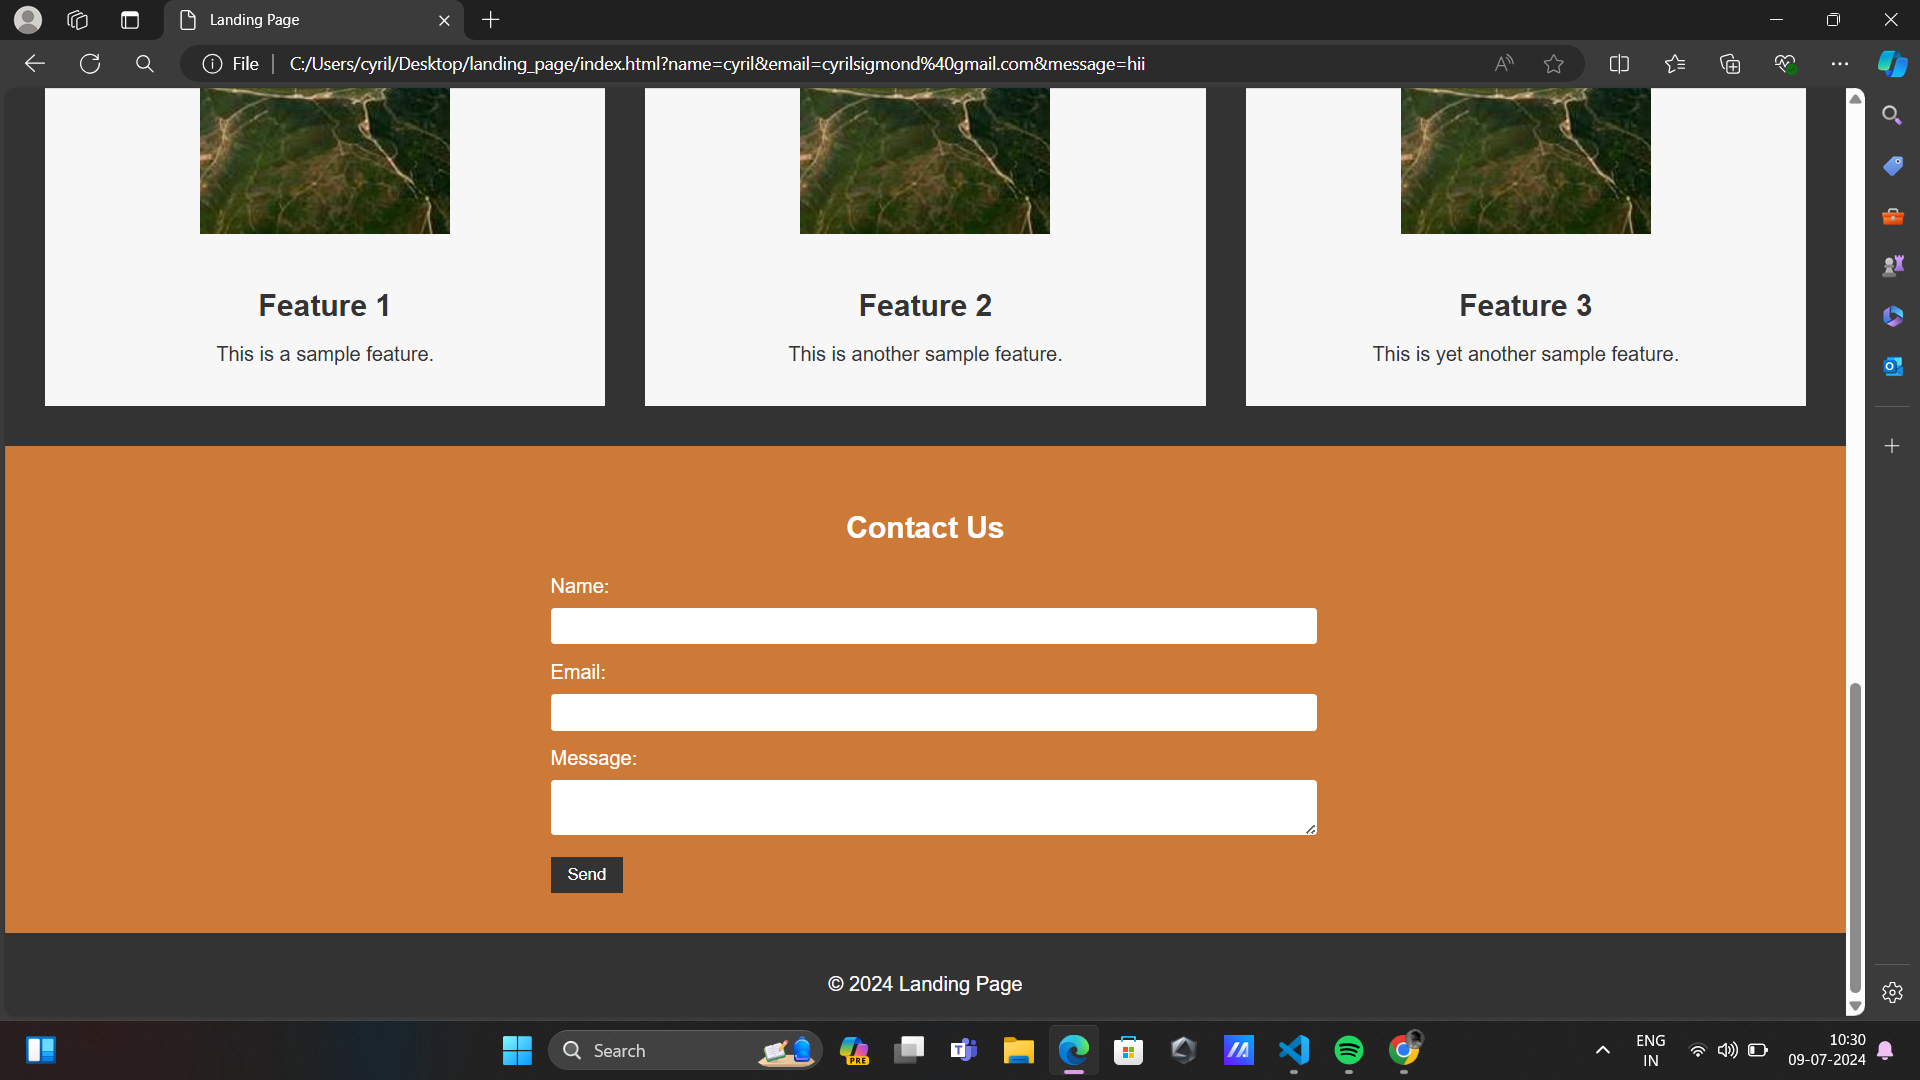 Landing Page
File
C:/Users/cyril/Desktop/landing_page/index.html?name=cyril&email=cyrilsigmond%40gmail.com&message=hii
Feature 1
This is a sample feature.
Feature 2
This is another sample feature.
Feature 3
This is yet another sample feature.
Contact Us
Name:
Email:
Message:
Send
© 2024 Landing Page
Search
PRE
ENG
IN
10:30
09-07-2024